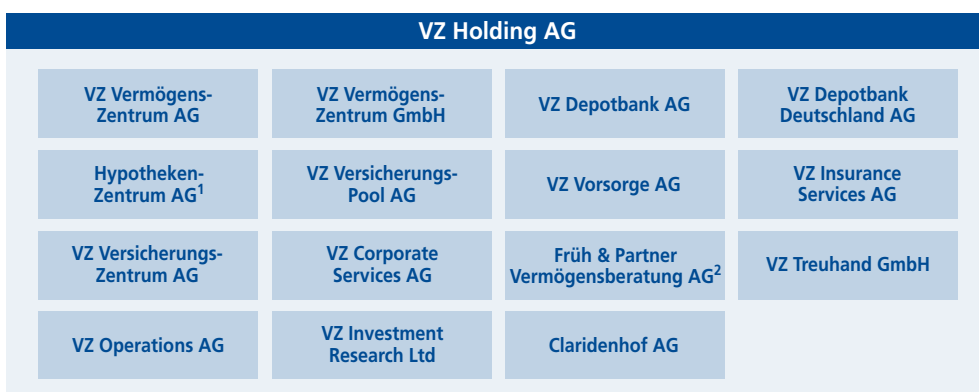 VZ Holding AG
VZ Vermögens-
Zentrum AG
VZ Vermögens-
Zentrum GmbH
VZ Depotbank AG
VZ Depotbank
Deutschland AG
Hypotheken-
Zentrum AG¹
VZ Versicherungs-
Pool AG
VZ Vorsorge AG
VZ Insurance
Services AG
VZ Versicherungs-
Zentrum AG
VZ Corporate
Services AG
Früh & Partner
Vermögensberatung AG²
VZ Treuhand GmbH
VZ Operations AG
VZ Investment
Research Ltd
Claridenhof AG